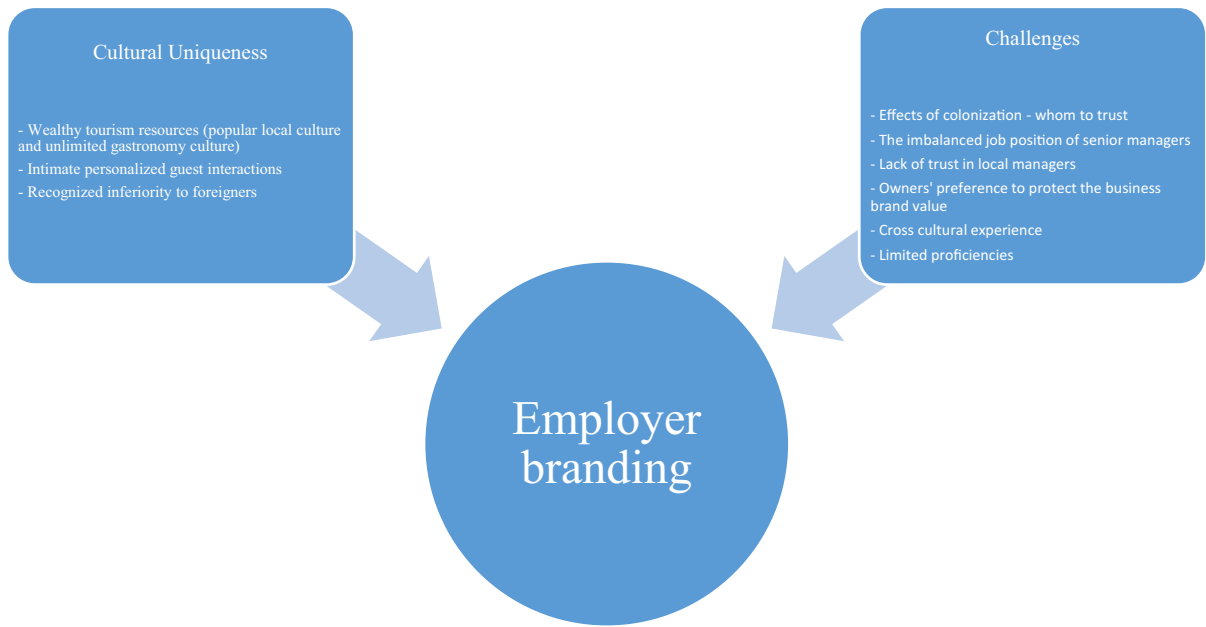 Cultural Uniqueness
- Wealthy tourism resources (popular local culture
and unlimited gastronomy culture)
- Intimate personalized guest interactions
- Recognized inferiority to foreigners
Challenges
- Effects of colonization - whom to trust
- The imbalanced job position of senior managers
- Lack of trust in local managers
- Owners' preference to protect the business
brand value
- Cross cultural experience
- Limited proficiencies
Employer
branding